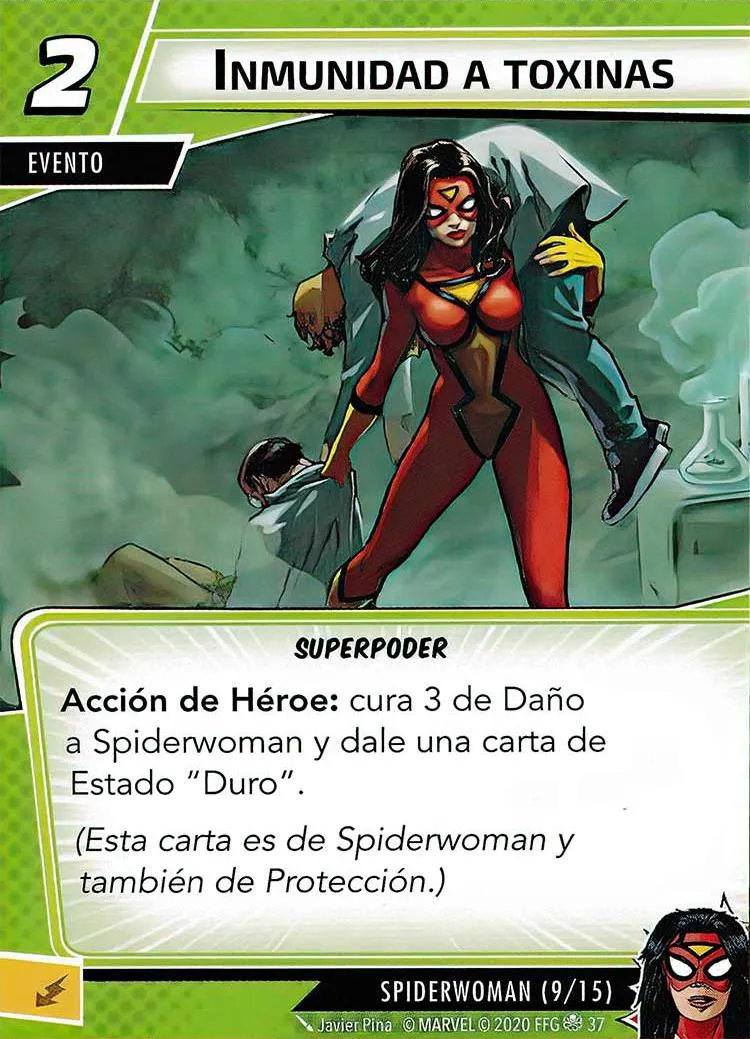 2
INMUNIDAD A TOXINAS
EVENTO
SUPERPODER
Acción de Héroe: cura 3 de Daño
a Spiderwoman y dale una carta de
Estado "Duro".
(Esta carta es de Spiderwoman y
también de Protección.)
SPIDERWOMAN (9/15)
Javier Pina © MARVEL © 2020 FFG 37